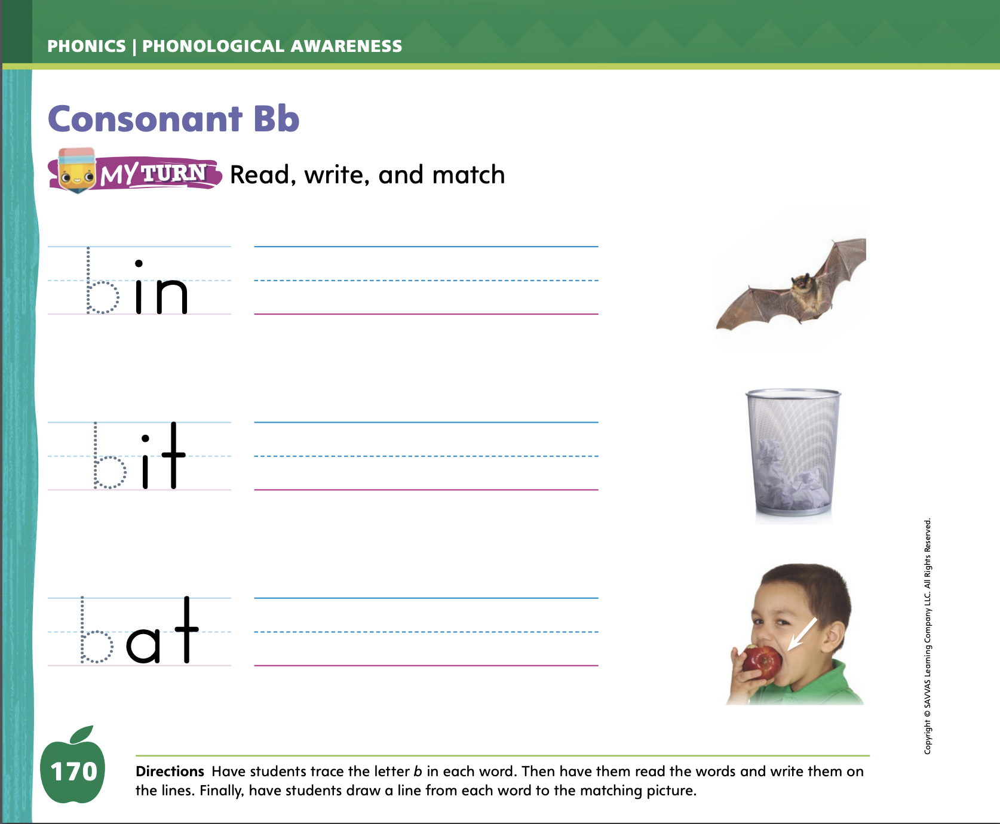 PHONICS | PHONOLOGICAL AWARENESS
Consonant Bb
MY TURN Read, write, and match
bin
bit
bat
Copyright © SAVVAS Learning Company LLC. All Rights Reserved.
170
Directions Have students trace the letter b in each word. Then have them read the words and write them on
the lines. Finally, have students draw a line from each word to the matching picture.